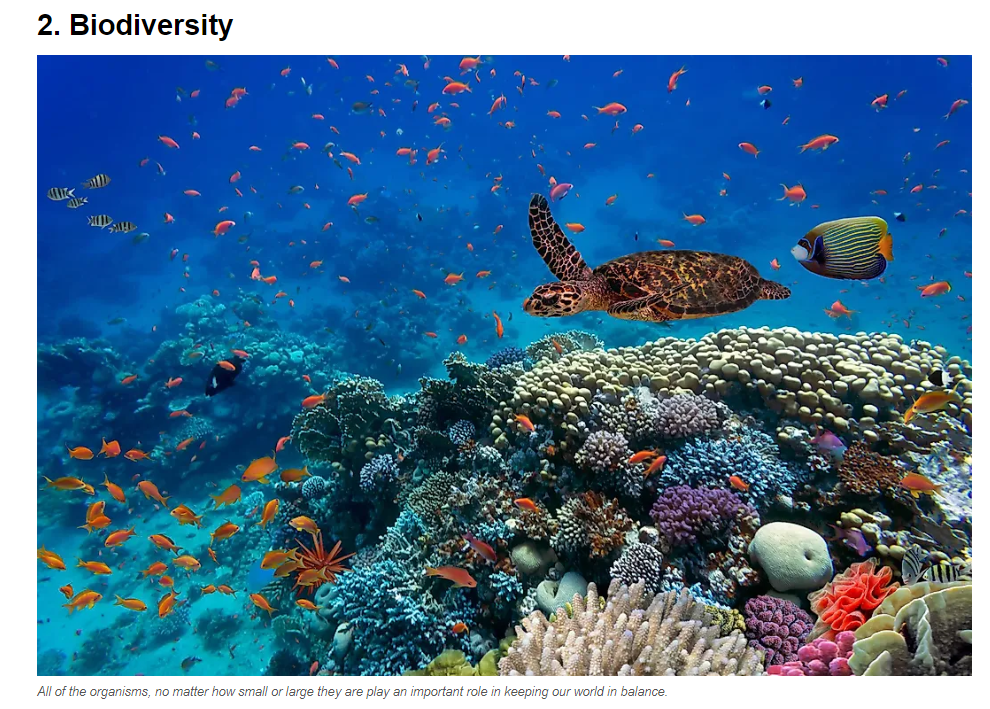 2. Biodiversity
All of the organisms, no matter how small or large they are play an important role in keeping our world in balance.